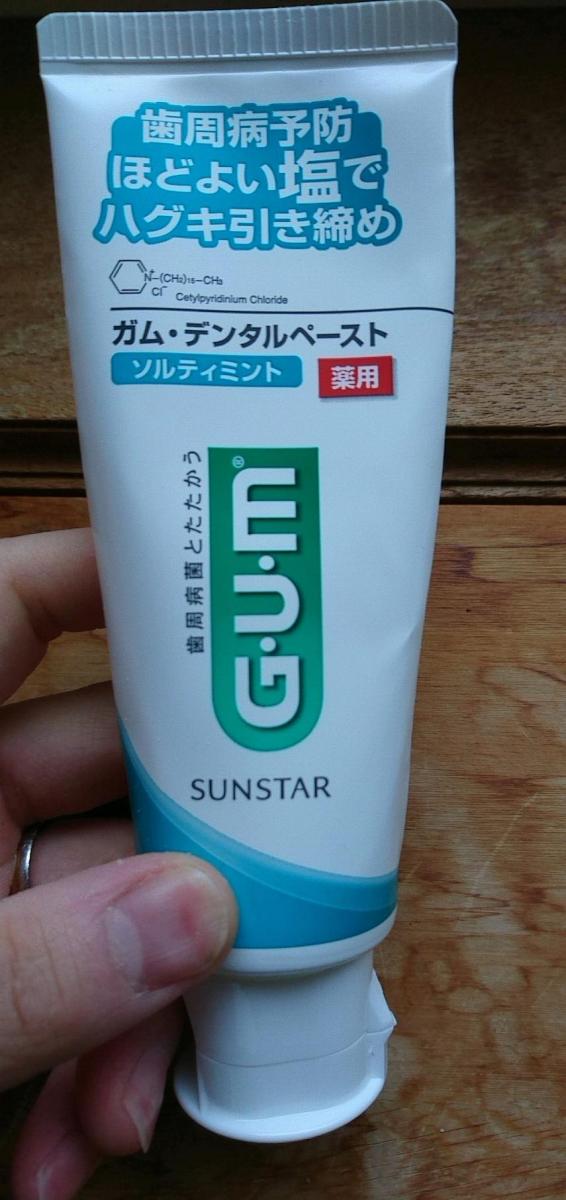 歯周病予防
ほどよい塩で
ハグキ引き締め
N⁺–(CH₂)₁₅–CH₃
Cl⁻
Cetylpyridinium Chloride
ガム・デンタルペースト
ソルティミント
薬用
歯周病菌とたたかう
G·U·M®
SUNSTAR